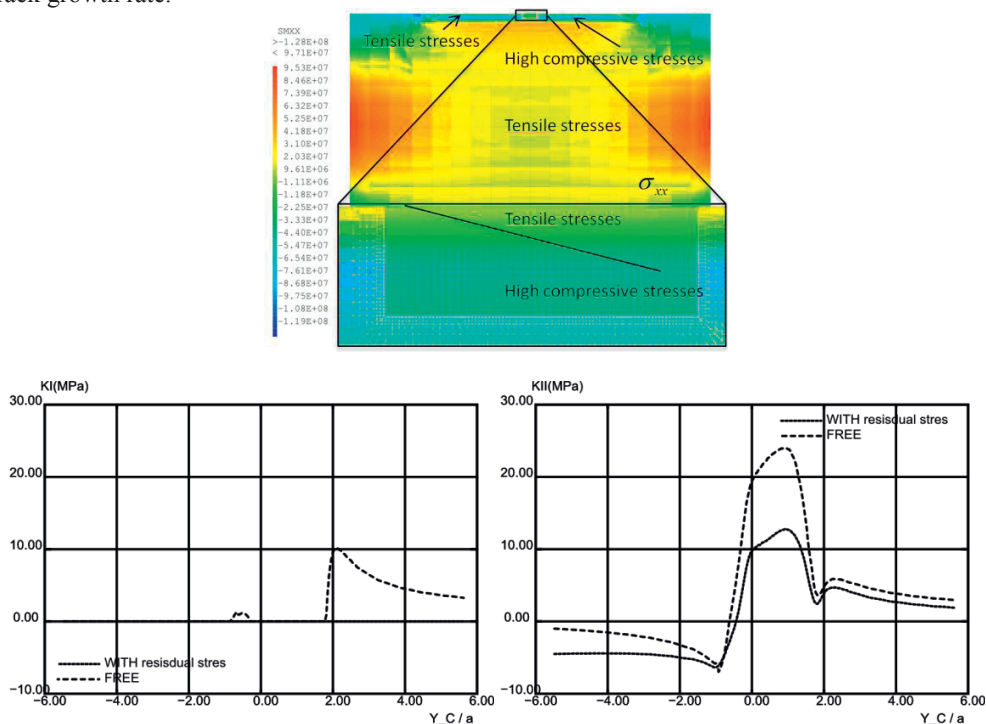 ack growth rate.
SMXX
>-1.28E+08
< 9.71E+07
9.53E+07
8.46E+07
7.39E+07
6.32E+07
5.25E+07
4.18E+07
3.10E+07
2.03E+07
9.61E+06
-1.11E+06
-1.18E+07
-2.25E+07
-3.33E+07
-4.40E+07
-5.47E+07
-6.54E+07
-7.61E+07
-8.68E+07
-9.75E+07
-1.08E+08
-1.19E+08
Tensile stresses
High compressive stresses
Tensile stresses
σxx
Tensile stresses
High compressive stresses
KI(MPa)
30.00
20.00
10.00
0.00
-10.00
WITH resisdual stres
FREE
-6.00 -4.00 -2.00 0.00 2.00 4.00 6.00
Y_C / a
KII(MPa)
30.00
WITH resisdual stres
FREE
20.00
10.00
0.00
-10.00
-6.00 -4.00 -2.00 0.00 2.00 4.00 6.00
Y_C / a